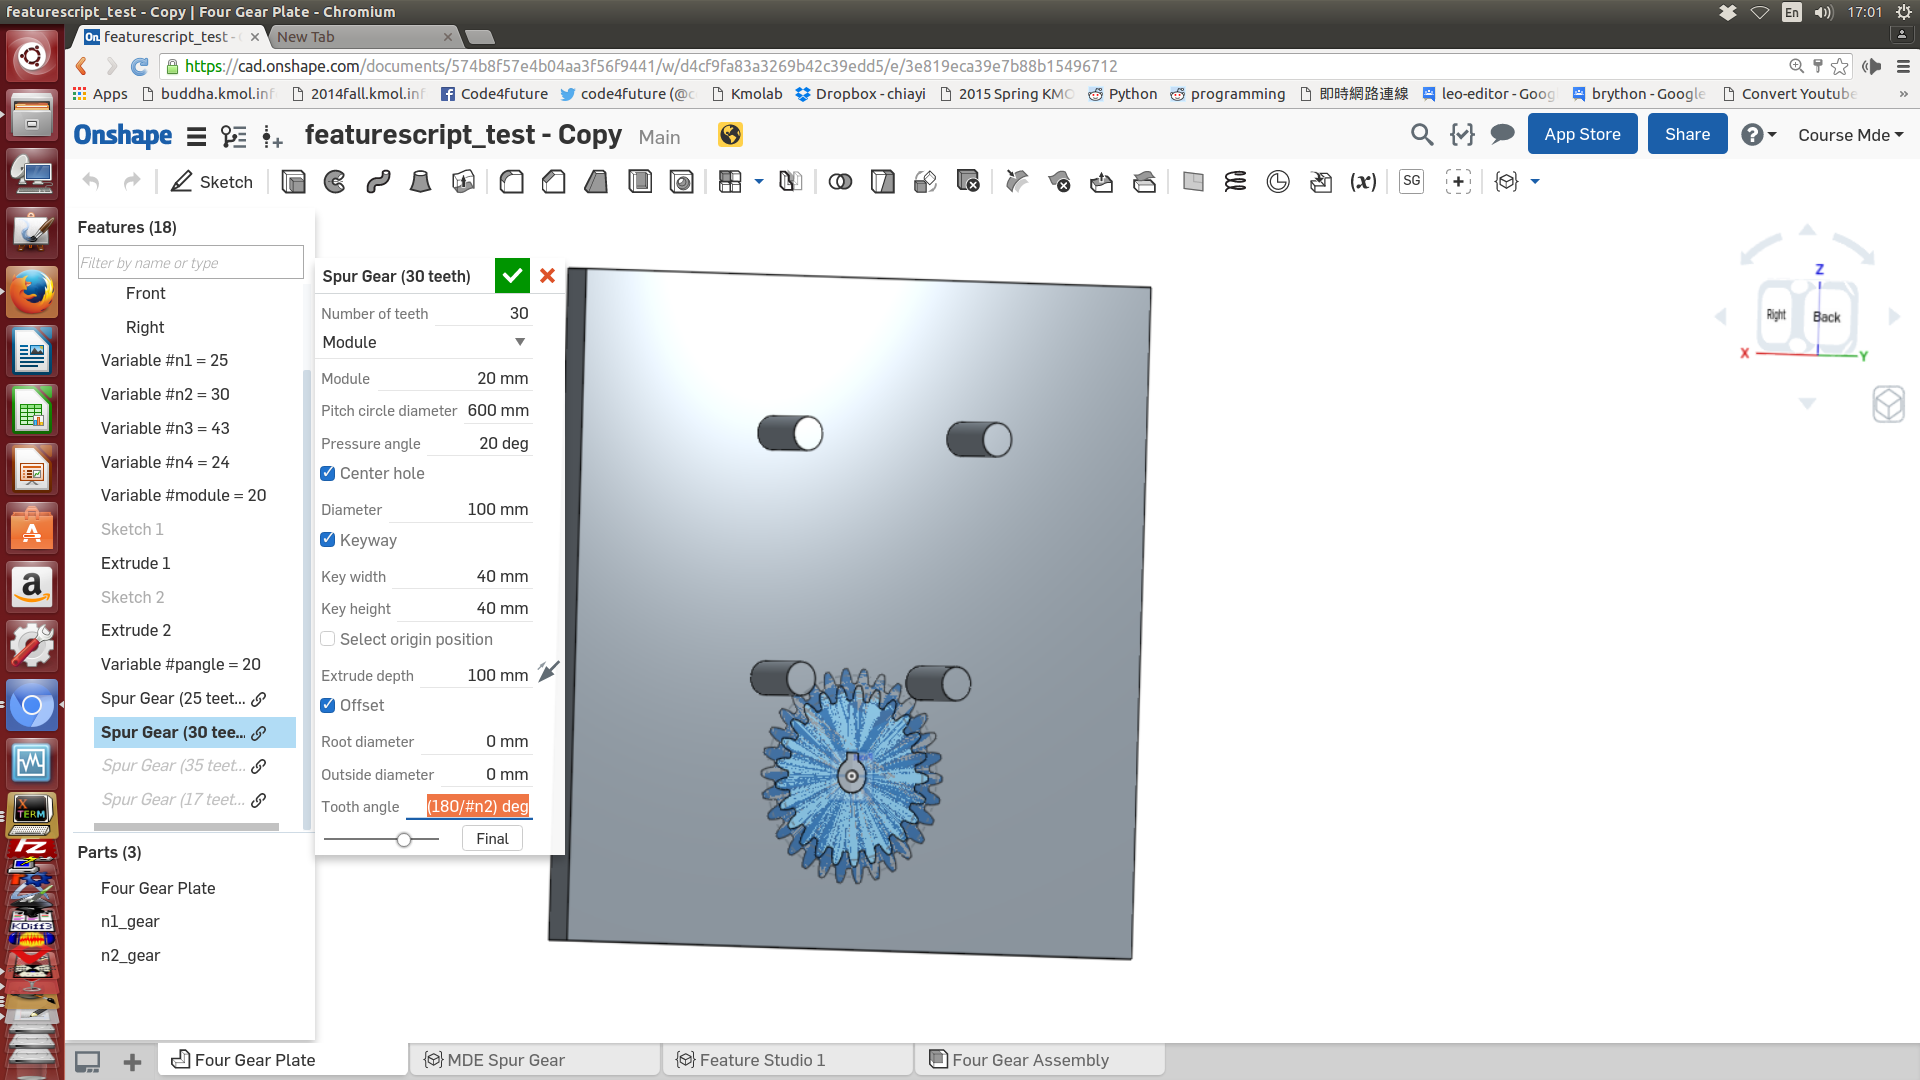 featurescript_test - Copy | Four Gear Plate - Chromium
En
17:01
On featurescript_test -
New Tab
https://cad.onshape.com/documents/574b8f57e4b04aa3f56f9441/w/d4cf9fa83a3269b42c39edd5/e/3e819eca39e7b88b15496712
Apps
buddha.kmol.inf
2014fall.kmol.inf
Code4future
code4future (@c
Kmolab
Dropbox - chiayi
2015 Spring KMO
Python
programming
即時網路連線
leo-editor - Goog
brython - Google
Convert Youtube
»
Onshape
featurescript_test - Copy
Main
App Store
Share
Course Mde
Sketch
(x)
SG
Features (18)
Filter by name or type
Front
Right
Variable #n1 = 25
Variable #n2 = 30
Variable #n3 = 43
Variable #n4 = 24
Variable #module = 20
Sketch 1
Extrude 1
Sketch 2
Extrude 2
Variable #pangle = 20
Spur Gear (25 teet...
Spur Gear (30 tee...
Spur Gear (35 teet...
Spur Gear (17 teet...
Parts (3)
Four Gear Plate
n1_gear
n2_gear
Spur Gear (30 teeth)
Number of teeth 30
Module
Module 20 mm
Pitch circle diameter 600 mm
Pressure angle 20 deg
Center hole
Diameter 100 mm
Keyway
Key width 40 mm
Key height 40 mm
Select origin position
Extrude depth 100 mm
Offset
Root diameter 0 mm
Outside diameter 0 mm
Tooth angle (180/#n2) deg
Final
Z
Right
Back
X
Y
XTERM
KDiff3
Four Gear Plate
MDE Spur Gear
Feature Studio 1
Four Gear Assembly